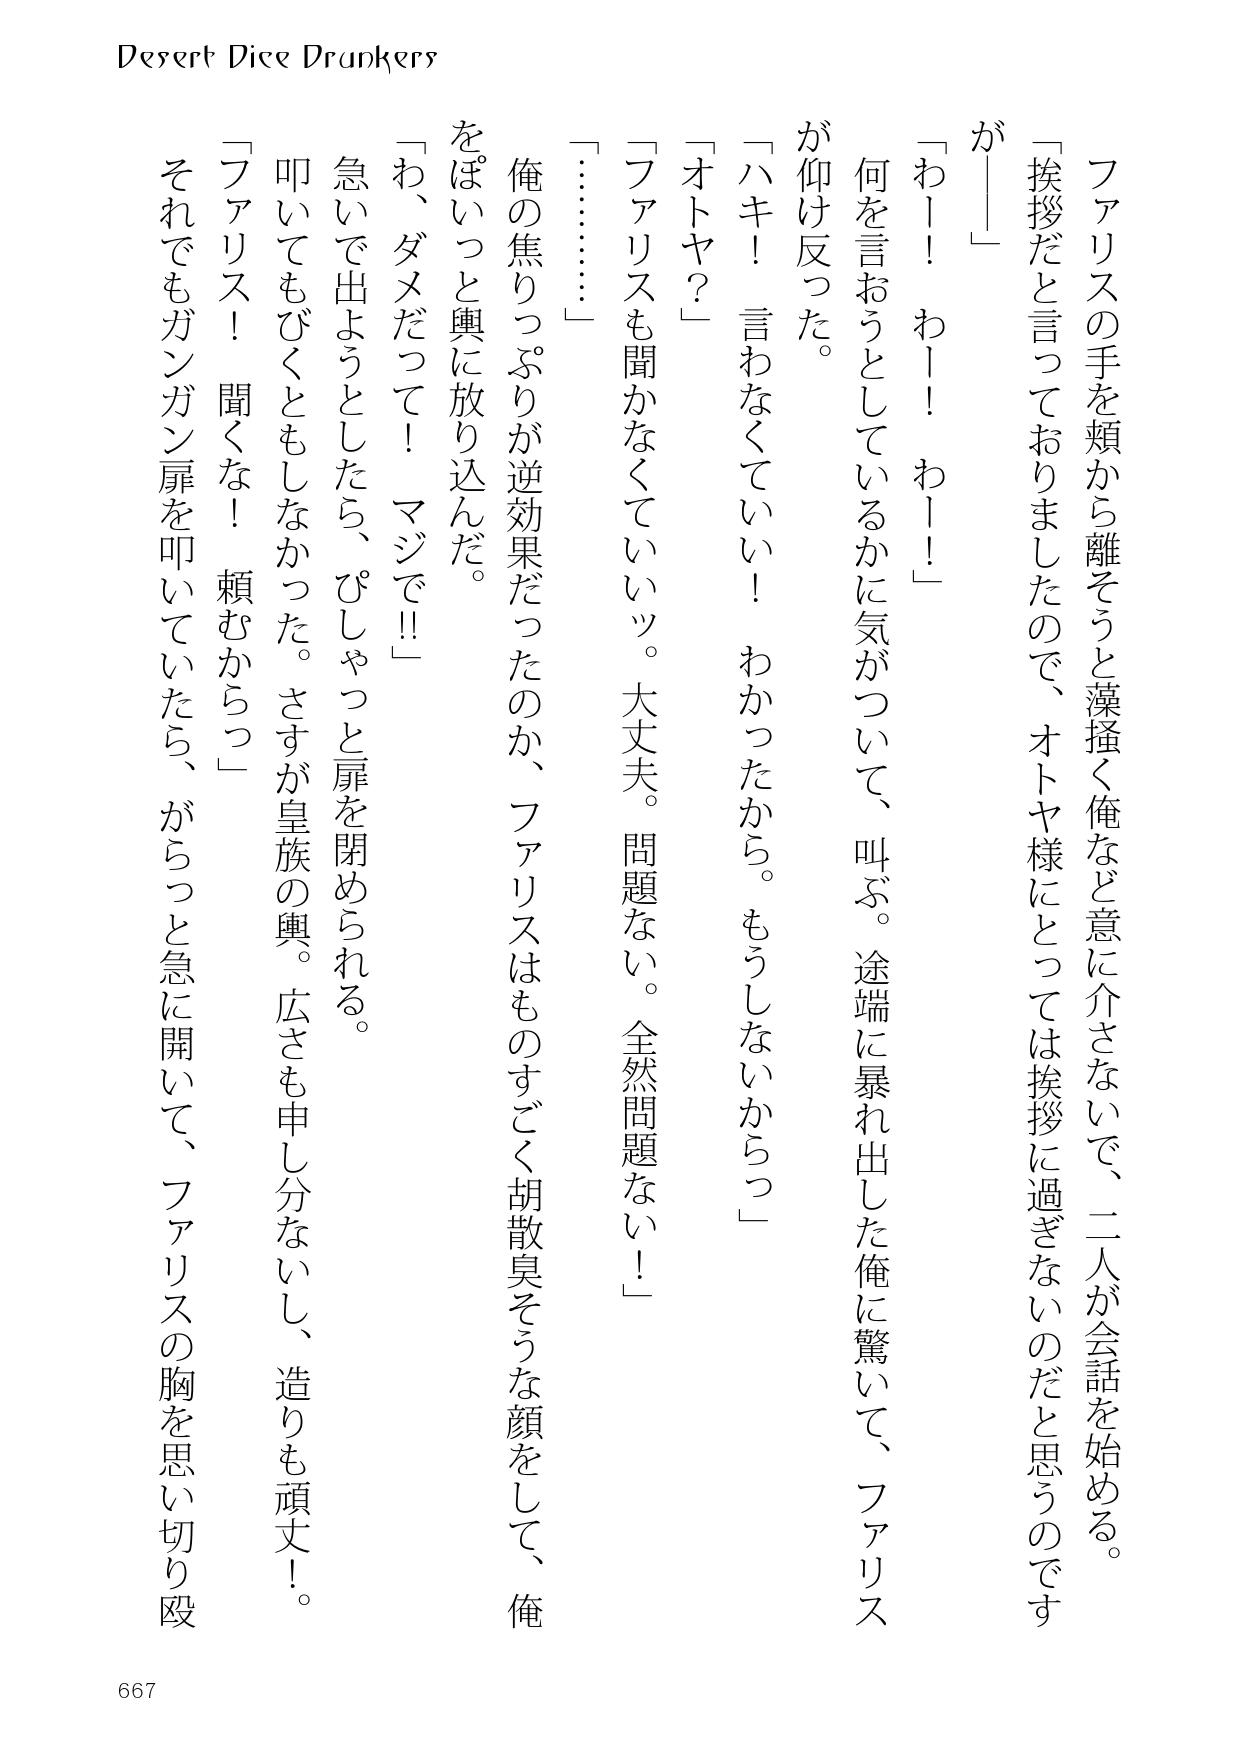 Desert Dice Drunkers
　ファリスの手を頬から離そうと藻掻く俺など意に介さないで、二人が会話を始める。
「挨拶だと言っておりましたので、オトヤ様にとっては挨拶に過ぎないのだと思うのです
が――」
「わー！　わー！　わー！」
　何を言おうとしているかに気がついて、叫ぶ。途端に暴れ出した俺に驚いて、ファリス
が仰け反った。
「ハキ！　言わなくていい！　わかったから。もうしないからっ」
「オトヤ？」
「ファリスも聞かなくていいッ。大丈夫。問題ない。全然問題ない！」
「…………」
　俺の焦りっぷりが逆効果だったのか、ファリスはものすごく胡散臭そうな顔をして、俺
をぽいっと輿に放り込んだ。
「わ、ダメだって！　マジで!!」
　急いで出ようとしたら、ぴしゃっと扉を閉められる。
　叩いてもびくともしなかった。さすが皇族の輿。広さも申し分ないし、造りも頑丈！。
「ファリス！　聞くな！　頼むからっ」
　それでもガンガン扉を叩いていたら、がらっと急に開いて、ファリスの胸を思い切り殴
667